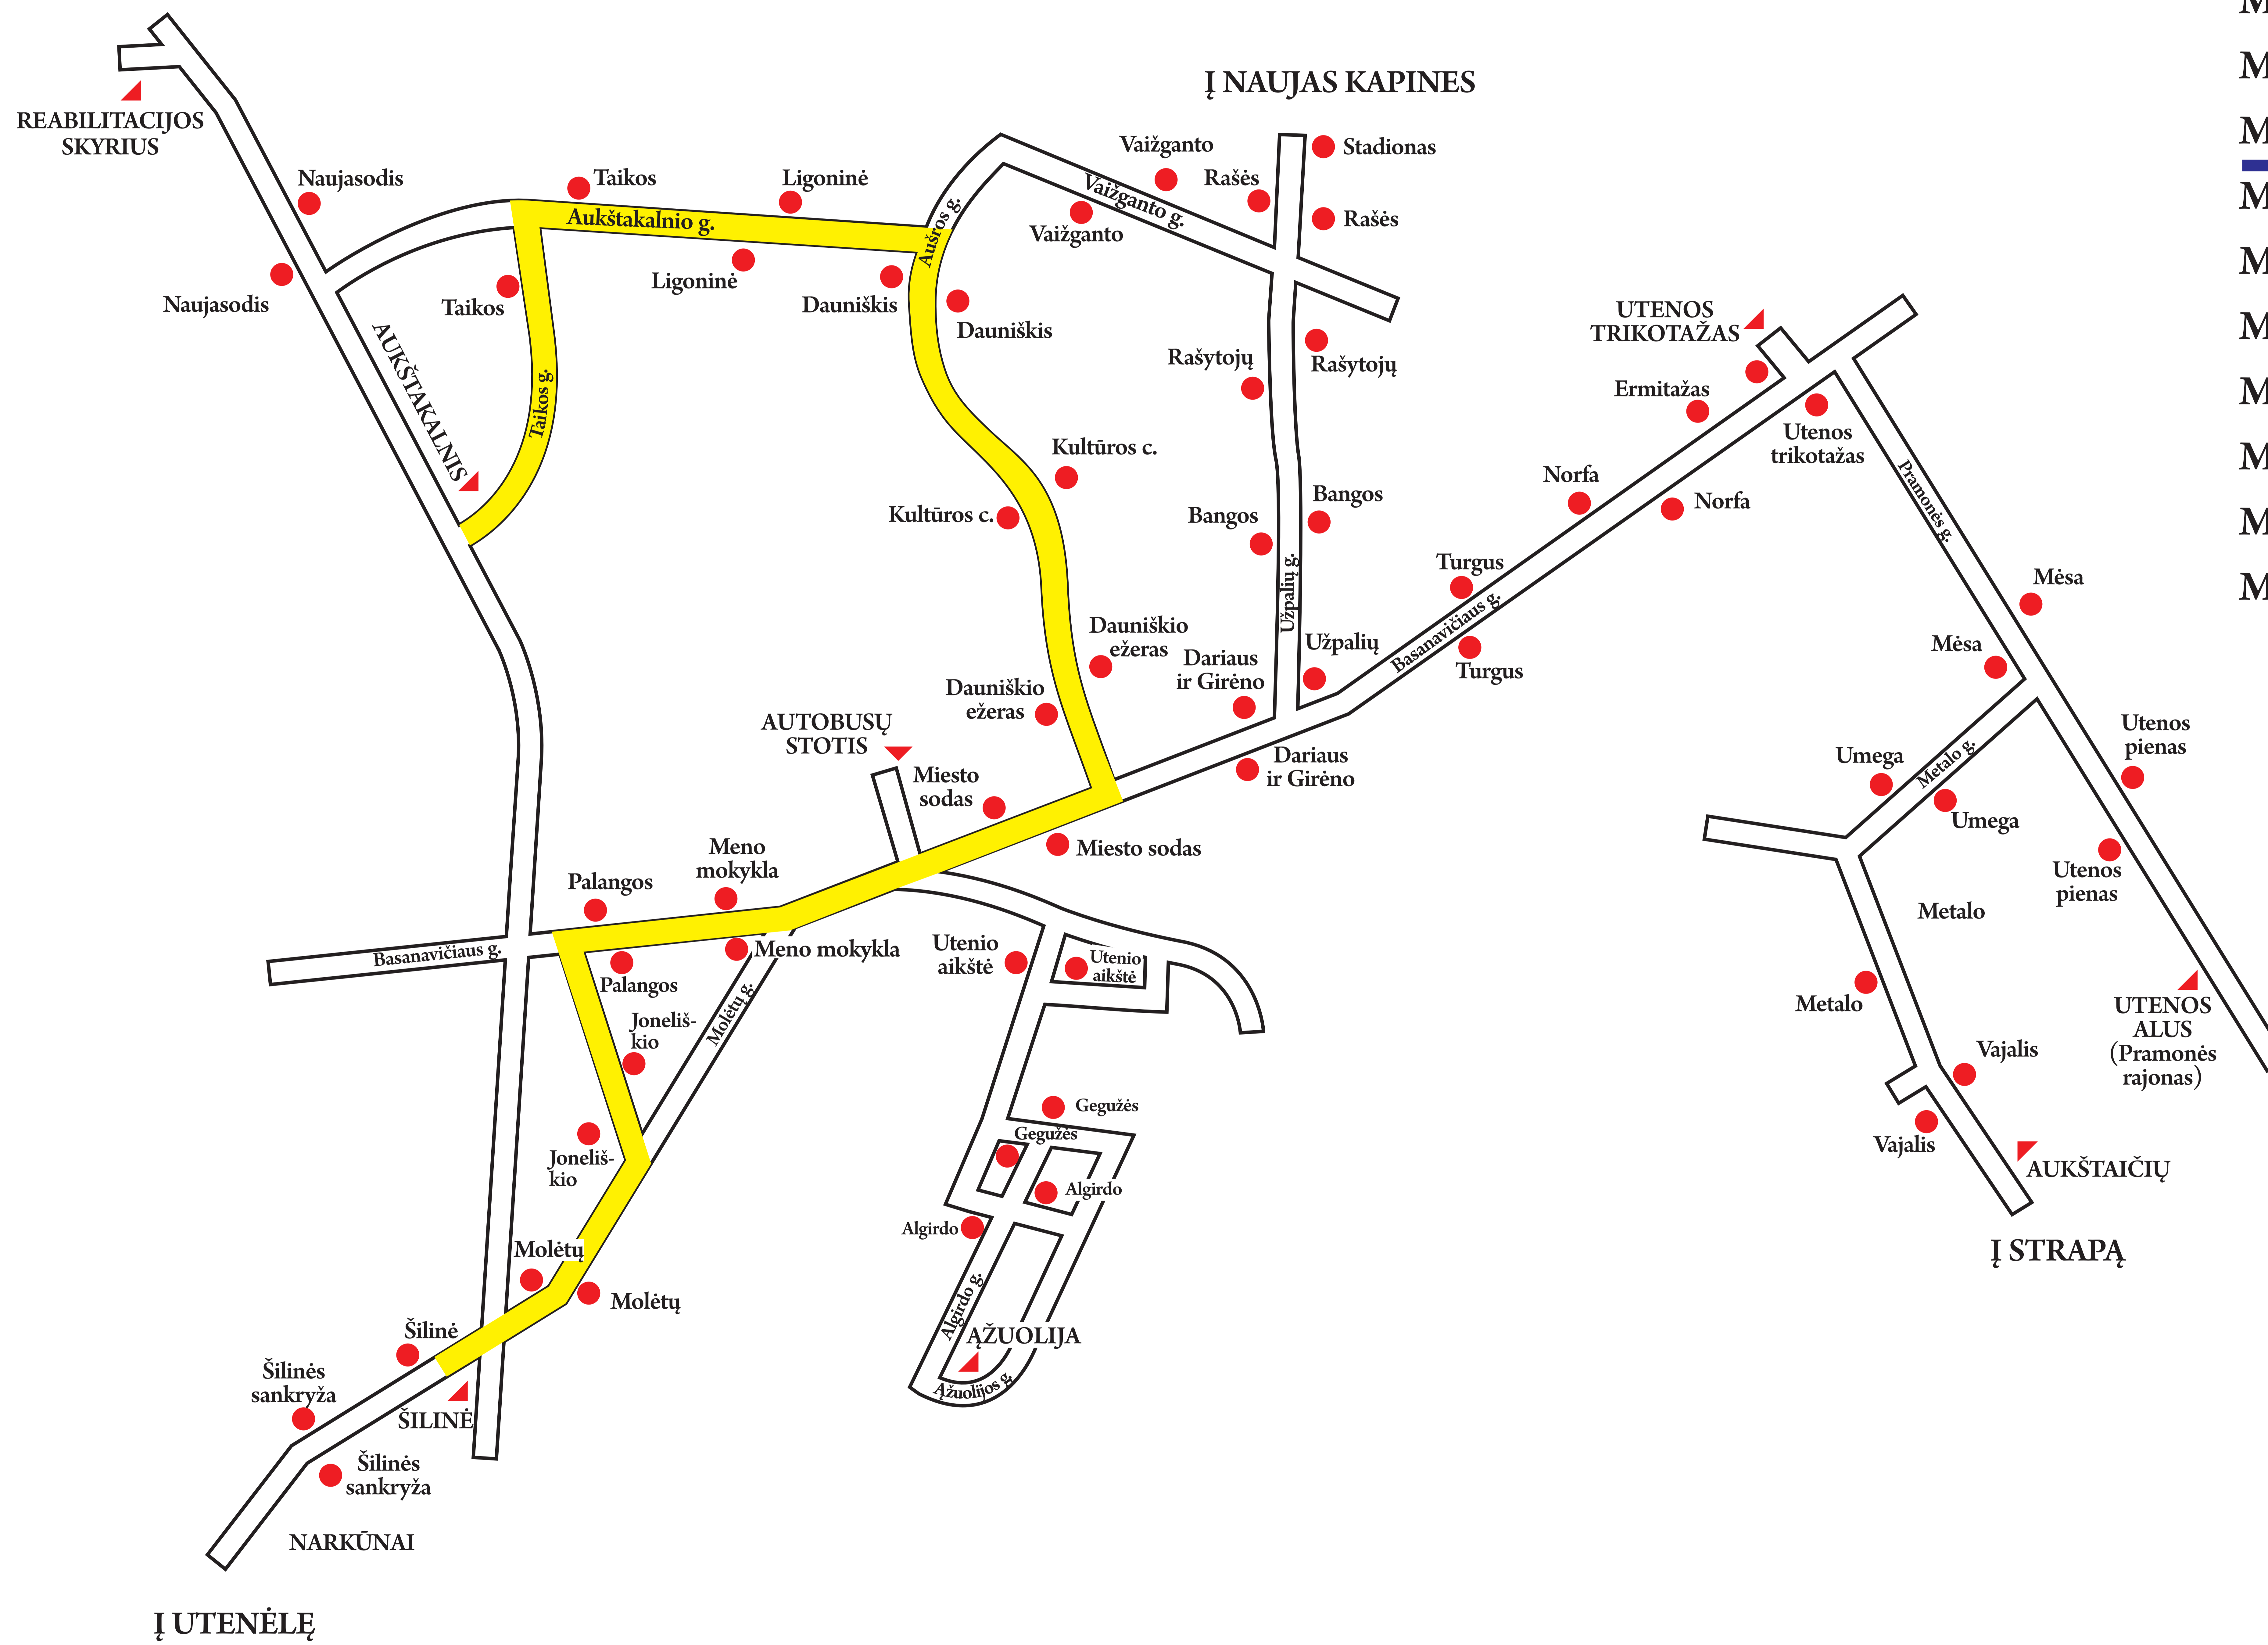 Į NAUJAS KAPINES
REABILITACIJOS
SKYRIUS
Naujasodis
Taikos
Ligoninė
Vaižganto
Rašės
Stadionas
Aukštakalnio g.
Aušros g.
Vaižganto g.
Vaižganto
Rašės
Naujasodis
Taikos
Ligoninė
Dauniškis
Dauniškis
AUKŠTAKALNIS
Taikos g.
Rašytojų
Rašytojų
UTENOS
TRIKOTAŽAS
Ermitažas
Utenos
trikotažas
Kultūros c.
Kultūros c.
Bangos
Bangos
Norfa
Norfa
Pramonės g.
Užpalių g.
Turgus
Basanavičiaus g.
Turgus
Mėsa
Mėsa
Dauniškio
ežeras
Dauniškio
ežeras
Dariaus
ir Girėno
Užpalių
Dariaus
ir Girėno
AUTOBUSŲ
STOTIS
Miesto
sodas
Miesto sodas
Utenos
pienas
Umega
Metalo g.
Umega
Utenos
pienas
Meno
mokykla
Palangos
Meno mokykla
Basanavičiaus g.
Palangos
Utenio
aikštė
Utenio
aikštė
Metalo
Metalo
Joneliš-
kio
Molėtų g.
UTENOS
ALUS
(Pramonės
rajonas)
Vajalis
Vajalis
Gegužės
Gegužės
Joneliš-
kio
Algirdo
Algirdo
AUKŠTAIČIŲ
Į STRAPĄ
Molėtų
Molėtų
Algirdo g.
ĄŽUOLIJA
Ąžuolijos g.
Šilinė
Šilinės
sankryža
ŠILINĖ
Šilinės
sankryža
NARKŪNAI
Į UTENĖLĘ
M
M
M
M
M
M
M
M
M
M